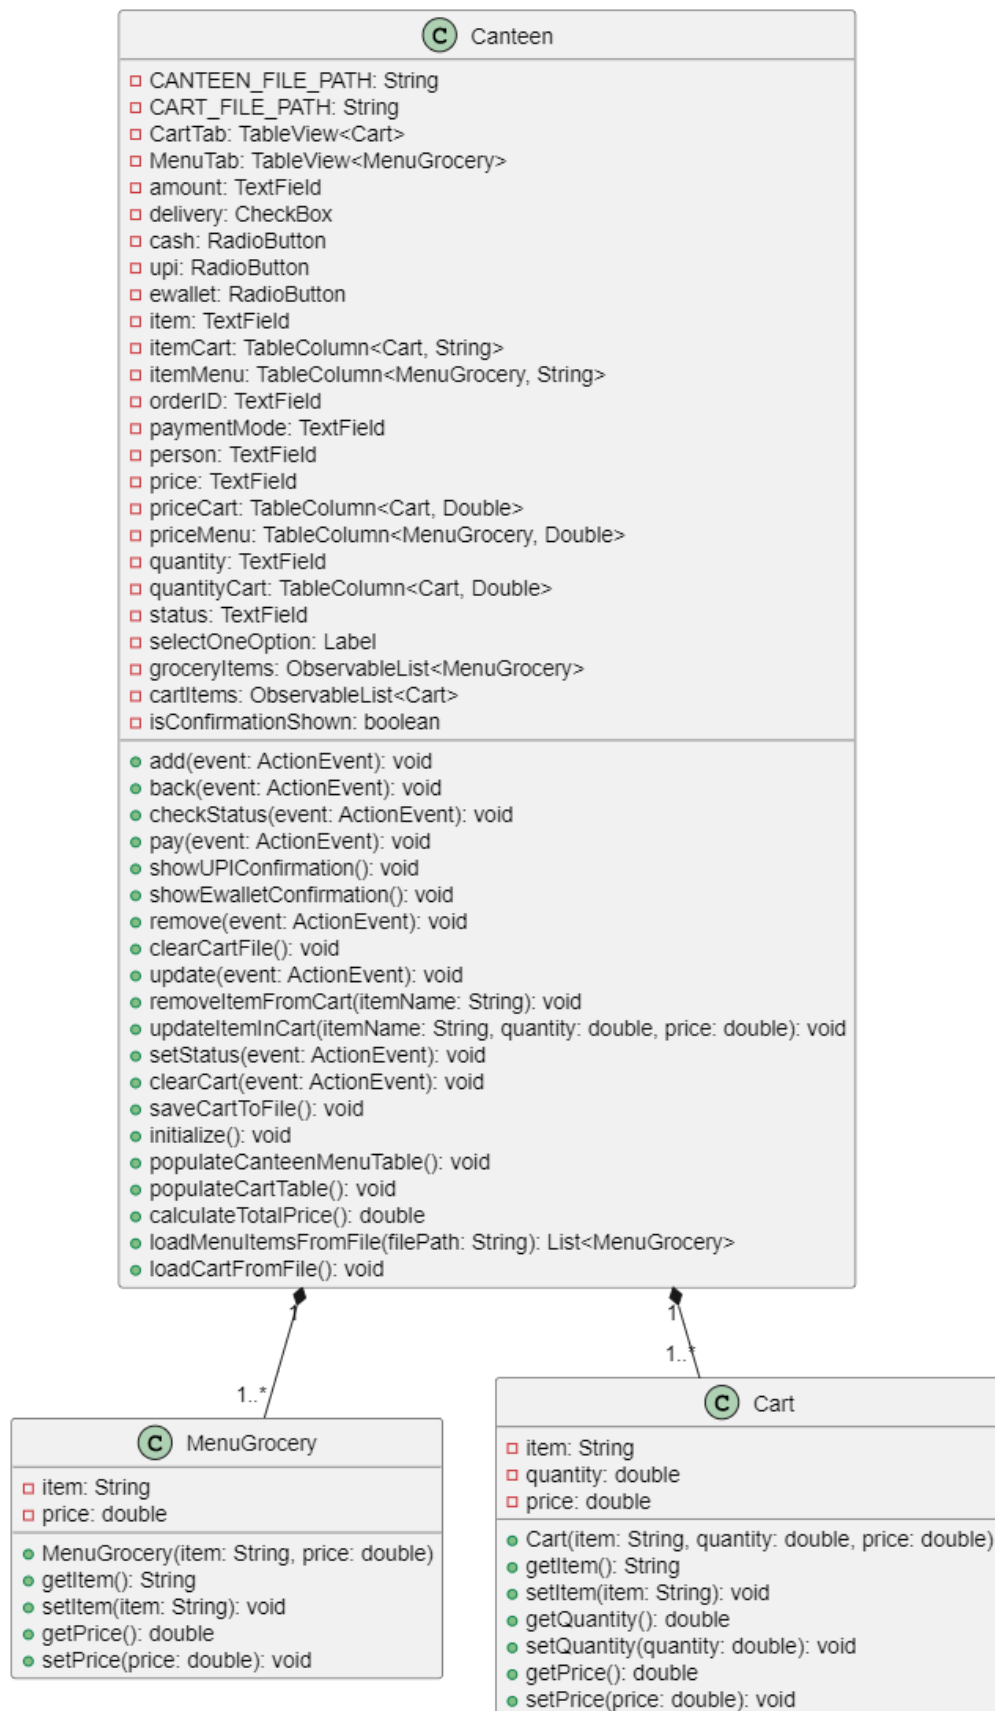 C Canteen
CANTEEN_FILE_PATH: String
CART_FILE_PATH: String
CartTab: TableView<Cart>
MenuTab: TableView<MenuGrocery>
amount: TextField
delivery: CheckBox
cash: RadioButton
upi: RadioButton
ewallet: RadioButton
item: TextField
itemCart: TableColumn<Cart, String>
itemMenu: TableColumn<MenuGrocery, String>
orderID: TextField
paymentMode: TextField
person: TextField
price: TextField
priceCart: TableColumn<Cart, Double>
priceMenu: TableColumn<MenuGrocery, Double>
quantity: TextField
quantityCart: TableColumn<Cart, Double>
status: TextField
selectOneOption: Label
groceryItems: ObservableList<MenuGrocery>
cartItems: ObservableList<Cart>
isConfirmationShown: boolean
add(event: ActionEvent): void
back(event: ActionEvent): void
checkStatus(event: ActionEvent): void
pay(event: ActionEvent): void
showUPIConfirmation(): void
showEwalletConfirmation(): void
remove(event: ActionEvent): void
clearCartFile(): void
update(event: ActionEvent): void
removeItemFromCart(itemName: String): void
updateItemInCart(itemName: String, quantity: double, price: double): void
setStatus(event: ActionEvent): void
clearCart(event: ActionEvent): void
saveCartToFile(): void
initialize(): void
populateCanteenMenuTable(): void
populateCartTable(): void
calculateTotalPrice(): double
loadMenuItemsFromFile(filePath: String): List<MenuGrocery>
loadCartFromFile(): void
1
1
1..*
1..*
C MenuGrocery
item: String
price: double
MenuGrocery(item: String, price: double)
getItem(): String
setItem(item: String): void
getPrice(): double
setPrice(price: double): void
C Cart
item: String
quantity: double
price: double
Cart(item: String, quantity: double, price: double)
getItem(): String
setItem(item: String): void
getQuantity(): double
setQuantity(quantity: double): void
getPrice(): double
setPrice(price: double): void